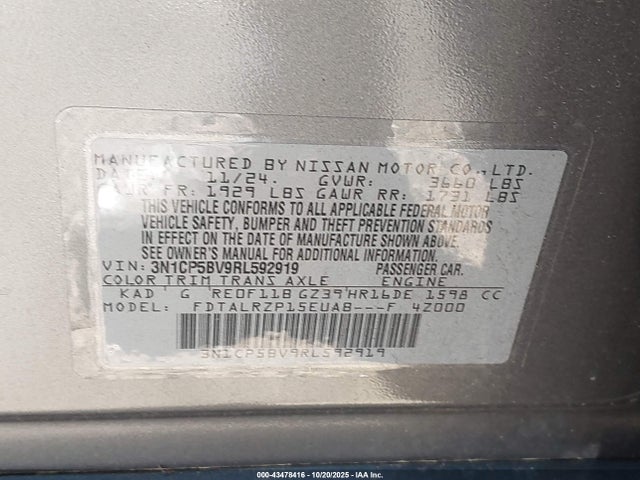 MANUFACTURED BY NISSAN MOTOR CO.,LTD.
DATE: 11/24. GVWR: 3660 LBS
GAWR FR: 1929 LBS GAWR RR: 1731 LBS
THIS VEHICLE CONFORMS TO ALL APPLICABLE FEDERAL MOTOR
VEHICLE SAFETY, BUMPER AND THEFT PREVENTION STANDARDS
IN EFFECT ON THE DATE OF MANUFACTURE SHOWN ABOVE.
SEE OWNER'S MANUAL FOR ADDITIONAL INFORMATION.
VIN: 3N1CP5BV9RL592919 PASSENGER CAR.
COLOR TRIM TRANS AXLE ENGINE
KAD ' G RE0F11B GZ39'HR16DE 1598 CC
MODEL: FDTALRZP15EUAB---F 4Z000
3N1CP5BV9RL592919
000-43478416 - 10/20/2025 - IAAI, Inc.